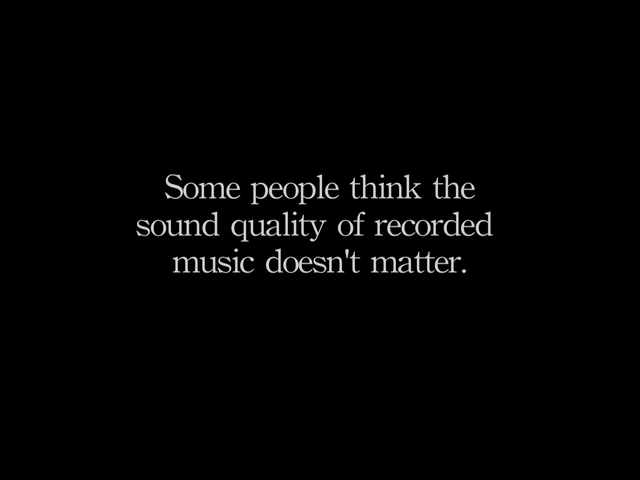 Some people think the
sound quality of recorded
music doesn't matter.